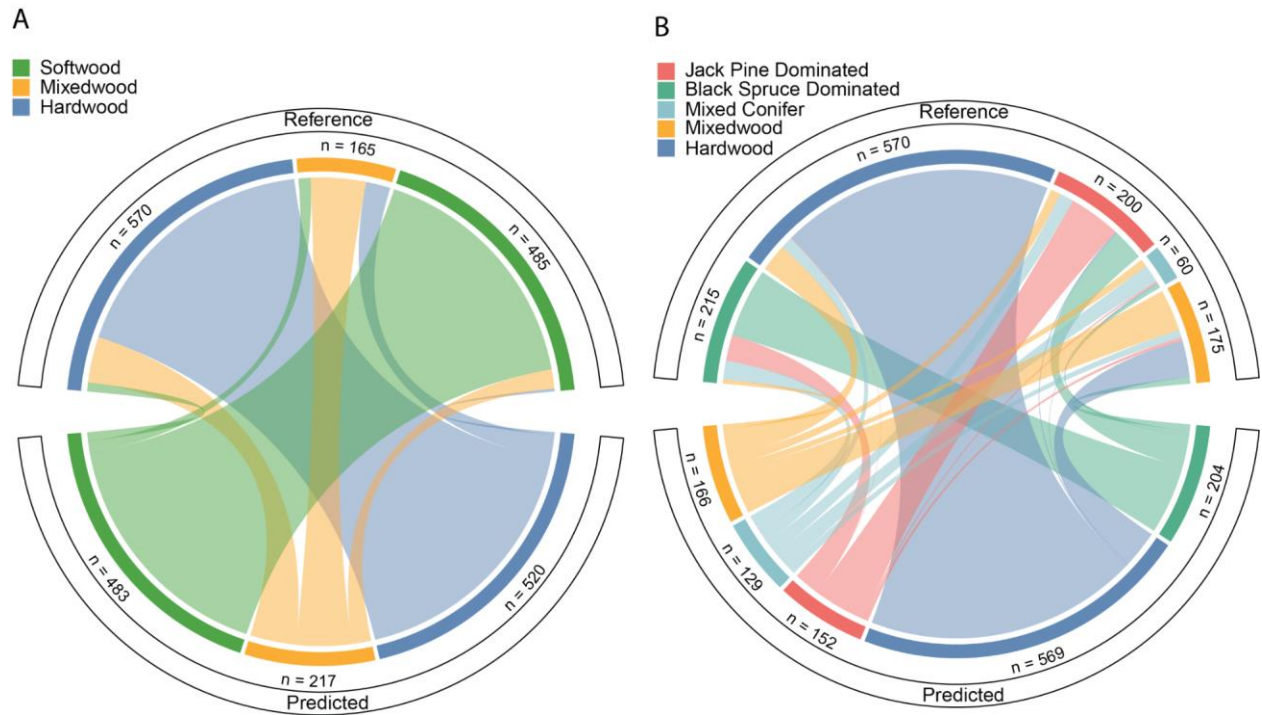 A
Softwood
Mixedwood
Hardwood
Reference
n = 165
n = 570
n = 485
n = 483
n = 520
n = 217
Predicted
B
Jack Pine Dominated
Black Spruce Dominated
Mixed Conifer
Mixedwood
Hardwood
Reference
n = 570
n = 200
n = 60
n = 215
n = 175
n = 166
n = 204
n = 129
n = 152
n = 569
Predicted